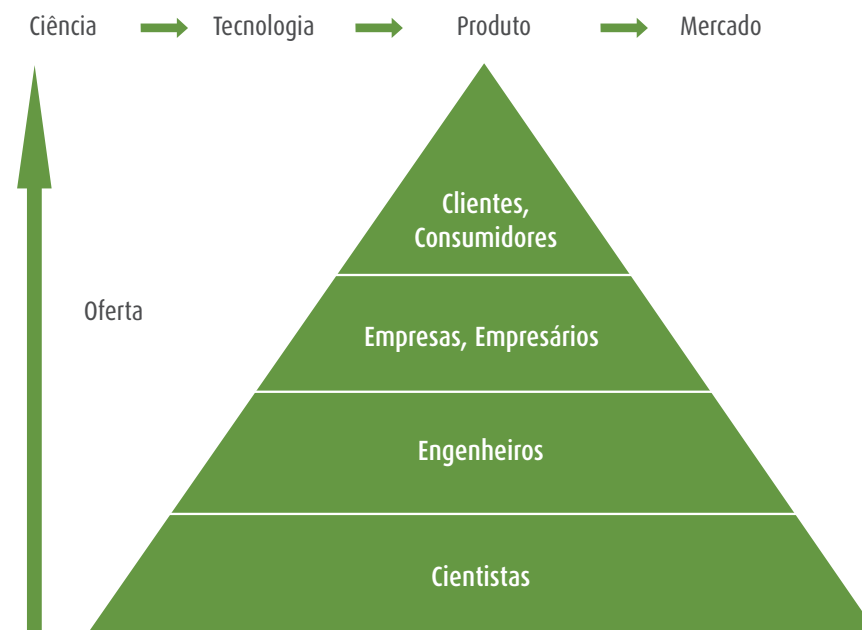 Ciência Tecnologia Produto Mercado
Clientes,
Consumidores
Oferta
Empresas, Empresários
Engenheiros
Cientistas